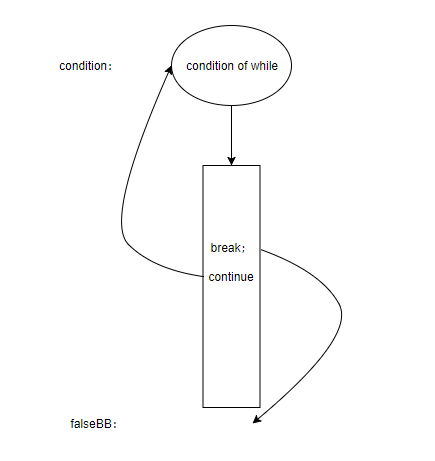 condition:
condition of while
break;
continue
falseBB: